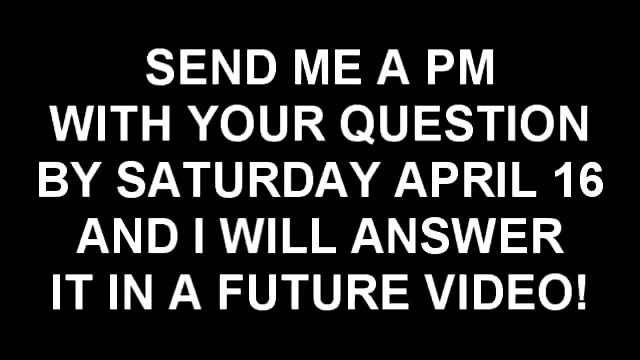 SEND ME A PM
WITH YOUR QUESTION
BY SATURDAY APRIL 16
AND I WILL ANSWER
IT IN A FUTURE VIDEO!